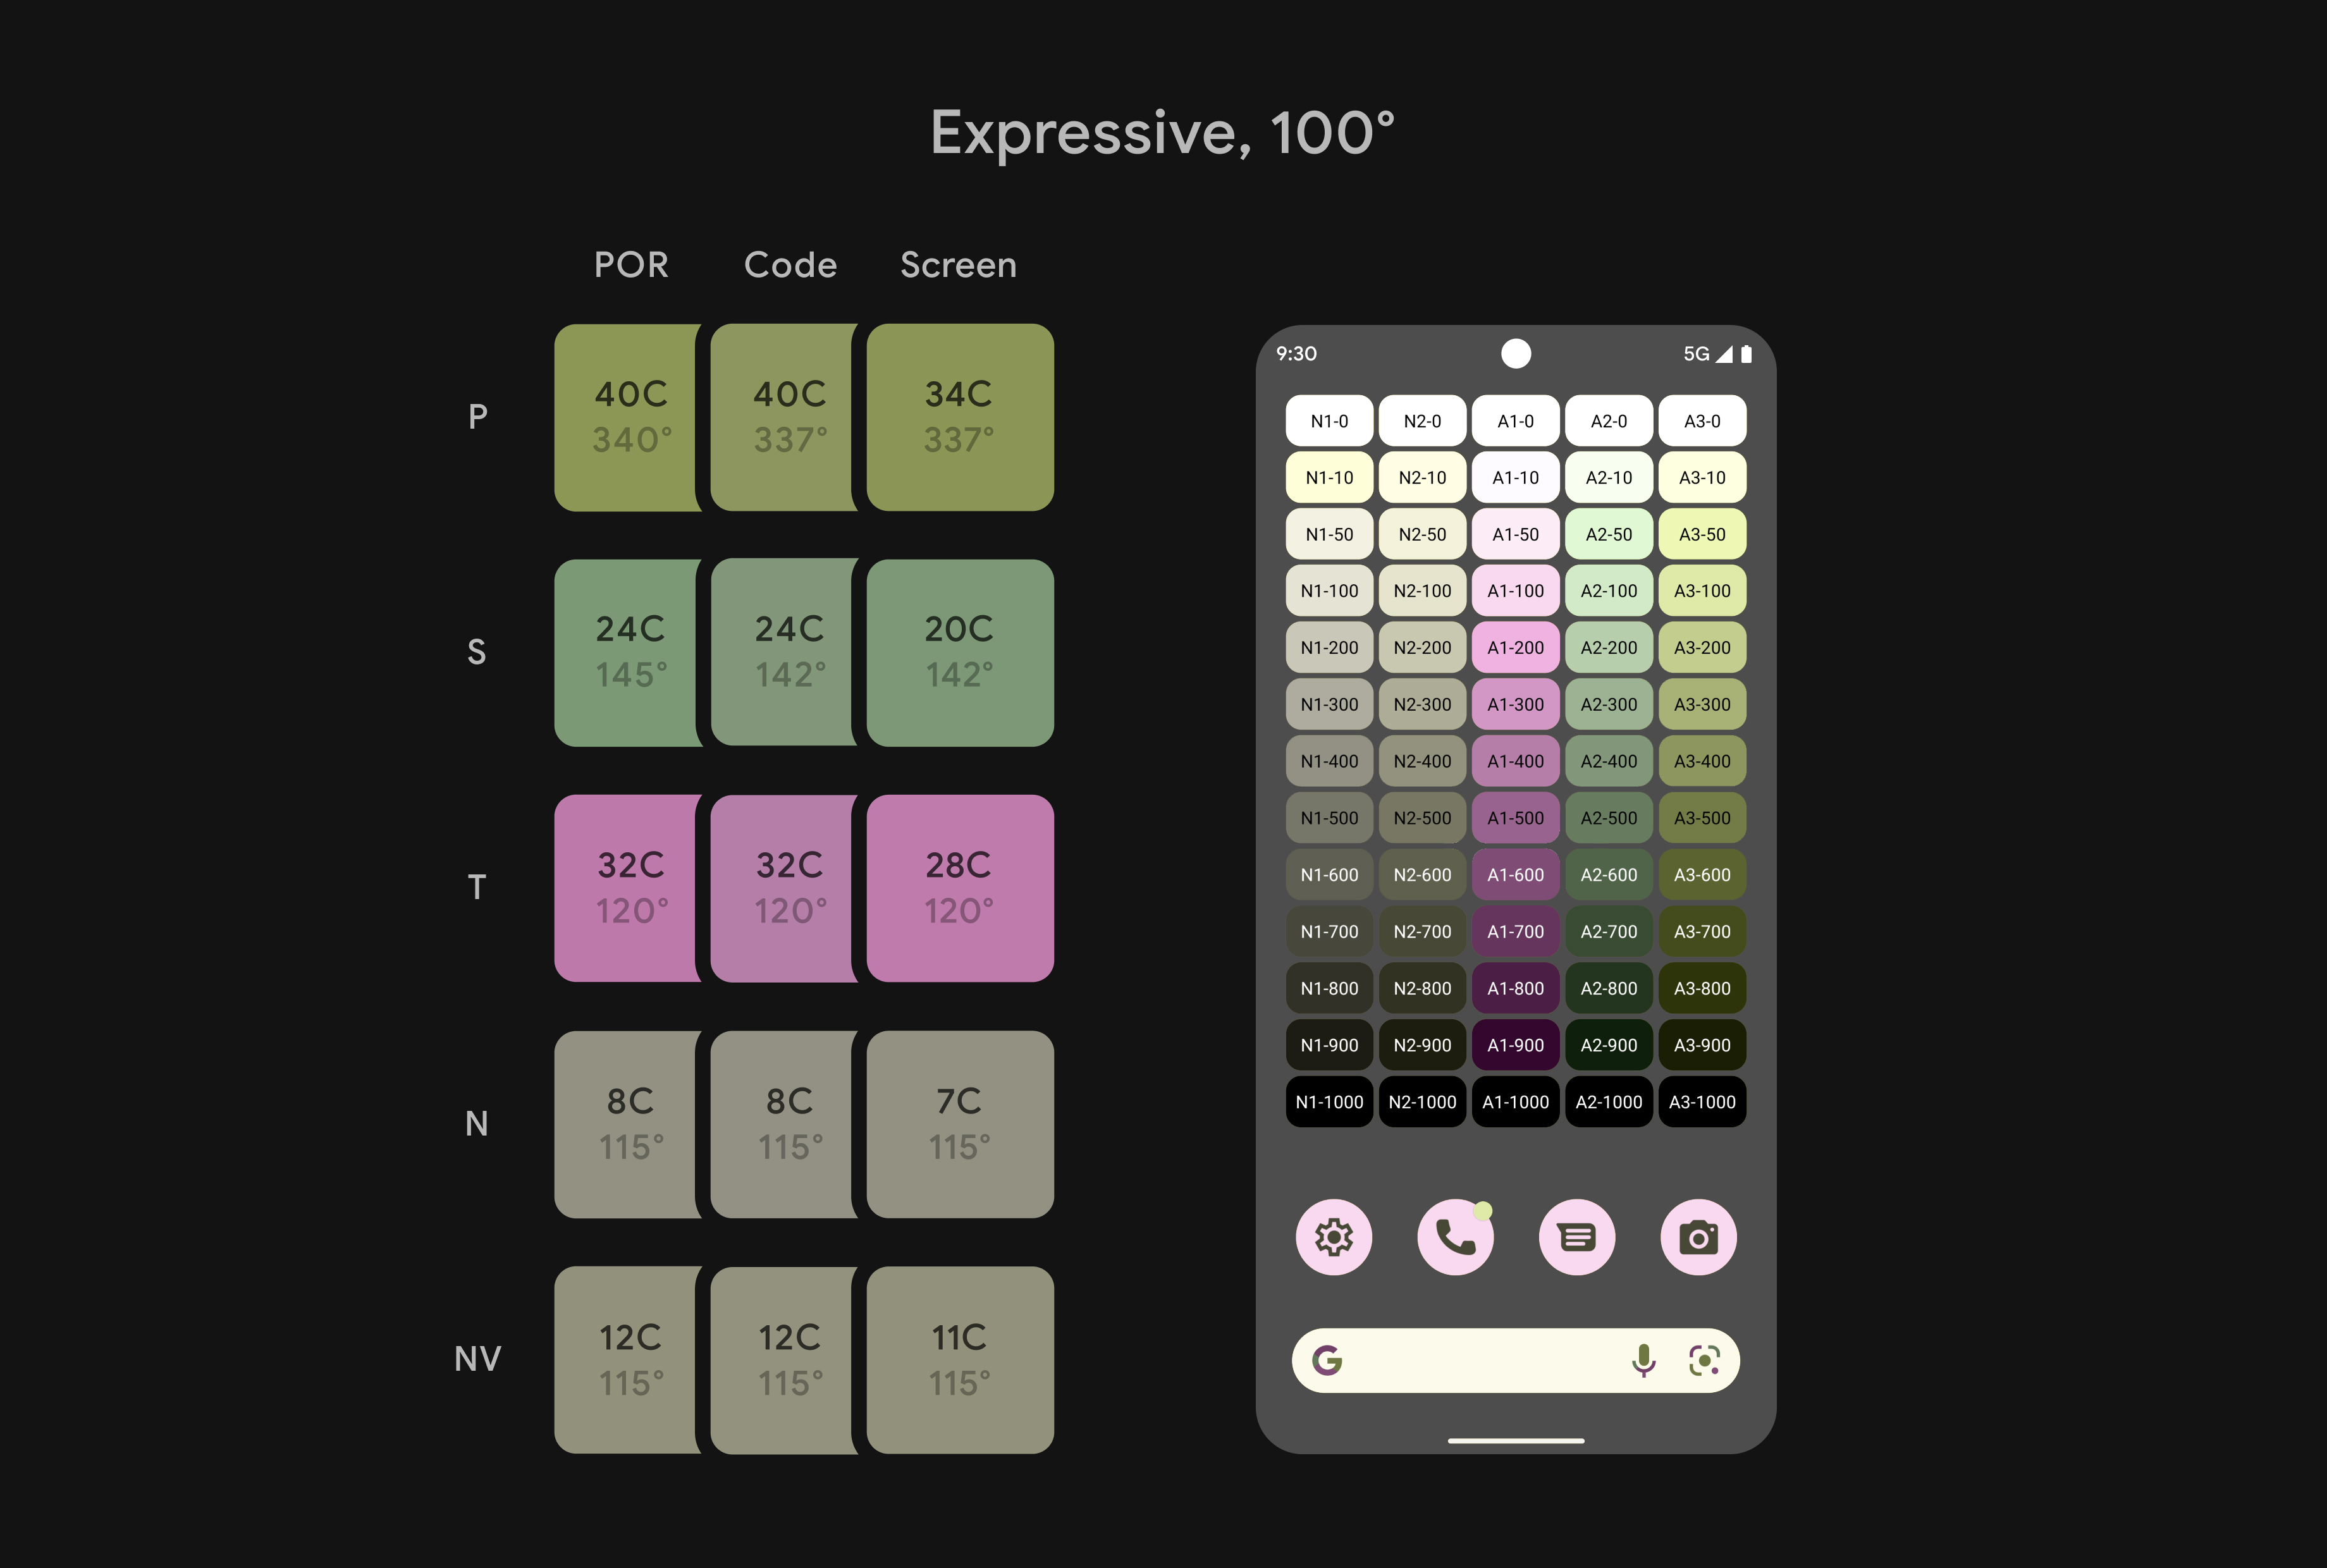 Expressive, 100°
POR Code Screen
P
40C 40C 34C
340° 337° 337°
S
24C 24C 20C
145° 142° 142°
T
32C 32C 28C
120° 120° 120°
N
8C 8C 7C
115° 115° 115°
NV
12C 12C 11C
115° 115° 115°
9:30 5G
N1-0 N2-0 A1-0 A2-0 A3-0
N1-10 N2-10 A1-10 A2-10 A3-10
N1-50 N2-50 A1-50 A2-50 A3-50
N1-100 N2-100 A1-100 A2-100 A3-100
N1-200 N2-200 A1-200 A2-200 A3-200
N1-300 N2-300 A1-300 A2-300 A3-300
N1-400 N2-400 A1-400 A2-400 A3-400
N1-500 N2-500 A1-500 A2-500 A3-500
N1-600 N2-600 A1-600 A2-600 A3-600
N1-700 N2-700 A1-700 A2-700 A3-700
N1-800 N2-800 A1-800 A2-800 A3-800
N1-900 N2-900 A1-900 A2-900 A3-900
N1-1000 N2-1000 A1-1000 A2-1000 A3-1000
G